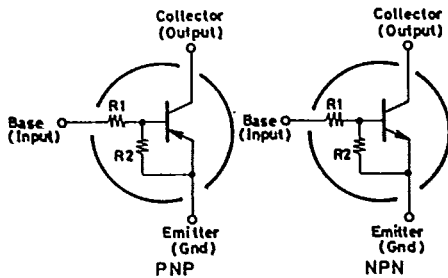 Collector
(Output)
R1
Base
(Input)
R2
Emitter
(Gnd)
PNP
Collector
(Output)
R1
Base
(Input)
R2
Emitter
(Gnd)
NPN